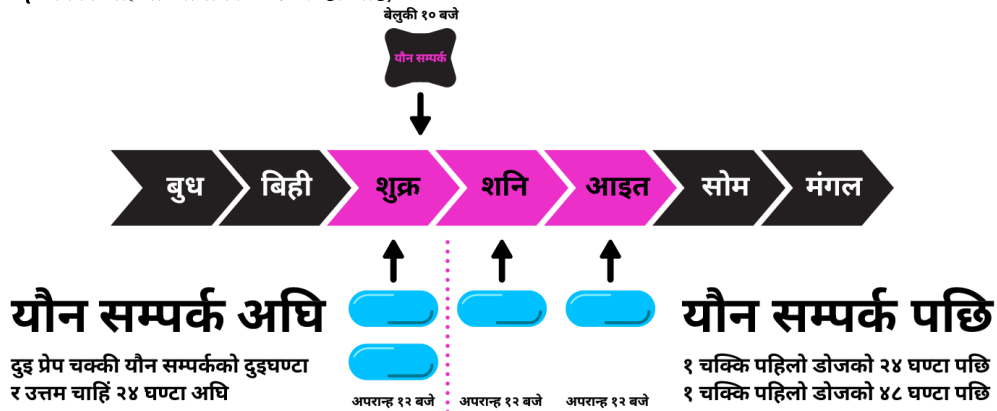 बेलुकी १० बजे
यौन सम्पर्क
बुध
बिही
शुक्र
शनि
आइत
सोम
मंगल
यौन सम्पर्क अघि
दुइ प्रेप चक्की यौन सम्पर्कको दुइघण्टा
र उत्तम चाहिं २४ घण्टा अघि
अपरान्ह १२ बजे
अपरान्ह १२ बजे
अपरान्ह १२ बजे
यौन सम्पर्क पछि
१ चक्कि पहिलो डोजको २४ घण्टा पछि
१ चक्कि पहिलो डोजको ४८ घण्टा पछि